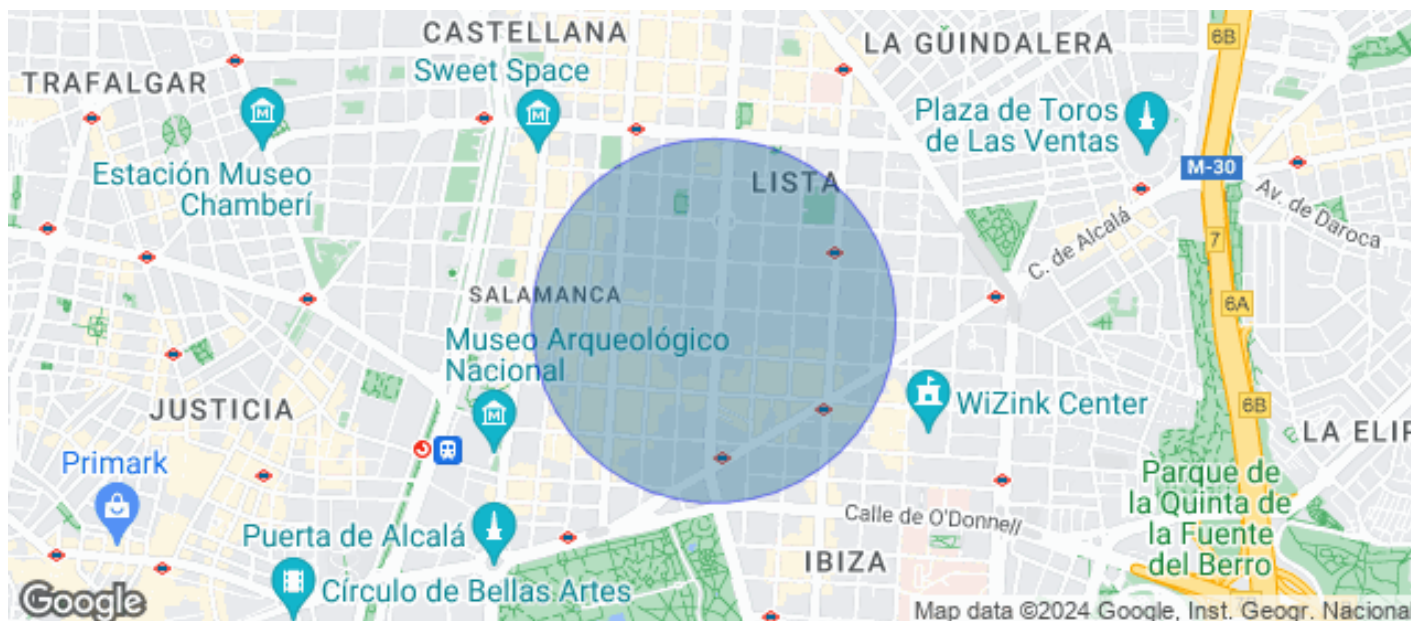 CASTELLANA
LA GÜINDALERA
6B
TRAFALGAR
Sweet Space
Plaza de Toros
de Las Ventas
M-30
Estación Museo
Chamberí
LISTA
Av. de Daroca
C. de Alcalá
7
SALAMANCA
6A
Museo Arqueológico
Nacional
JUSTICIA
WiZink Center
6B
LA ELIP
Primark
Parque de
la Quinta de
la Fuente
del Berro
Calle de O'Donnell
Puerta de Alcalá
IBIZA
Círculo de Bellas Artes
Google
Map data ©2024 Google, Inst. Geogr. Nacional